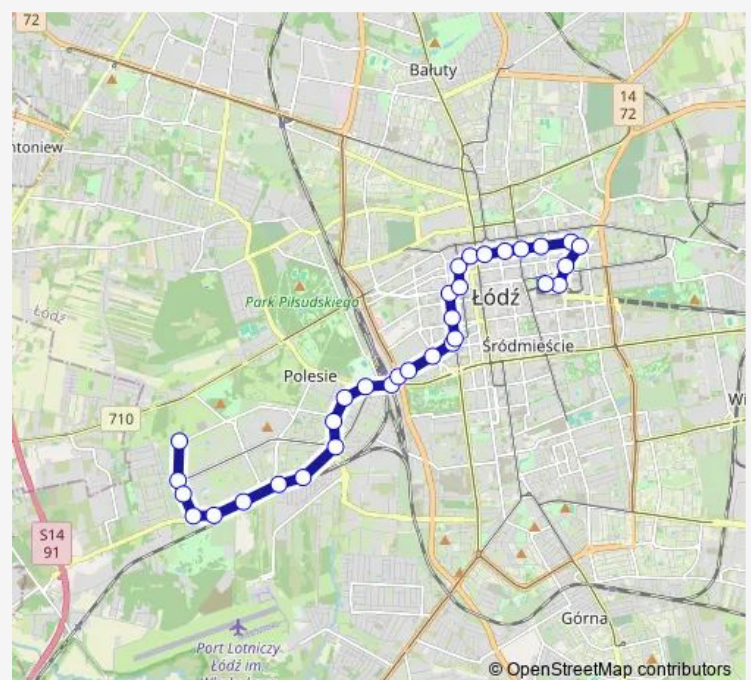 72
Bałuty
14
72
ntoniew
Park Piłsudskiego
Łódź
Łódź
Śródmieście
Polesie
710
Wi
S14
91
Górna
Port Lotniczy
Łódź im.
© OpenStreetMap contributors